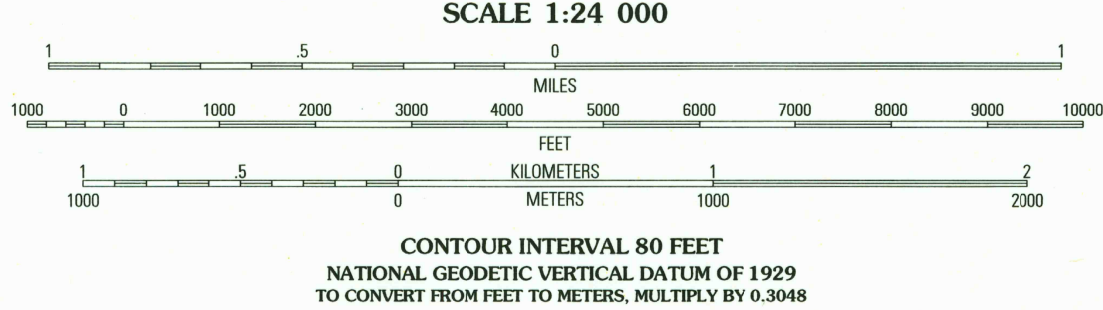 SCALE 1:24 000
1 .5 0 1
MILES
1000 0 1000 2000 3000 4000 5000 6000 7000 8000 9000 10000
FEET
1 .5 0 KILOMETERS 1 2
1000 0 METERS 1000 2000
CONTOUR INTERVAL 80 FEET
NATIONAL GEODETIC VERTICAL DATUM OF 1929
TO CONVERT FROM FEET TO METERS, MULTIPLY BY 0.3048